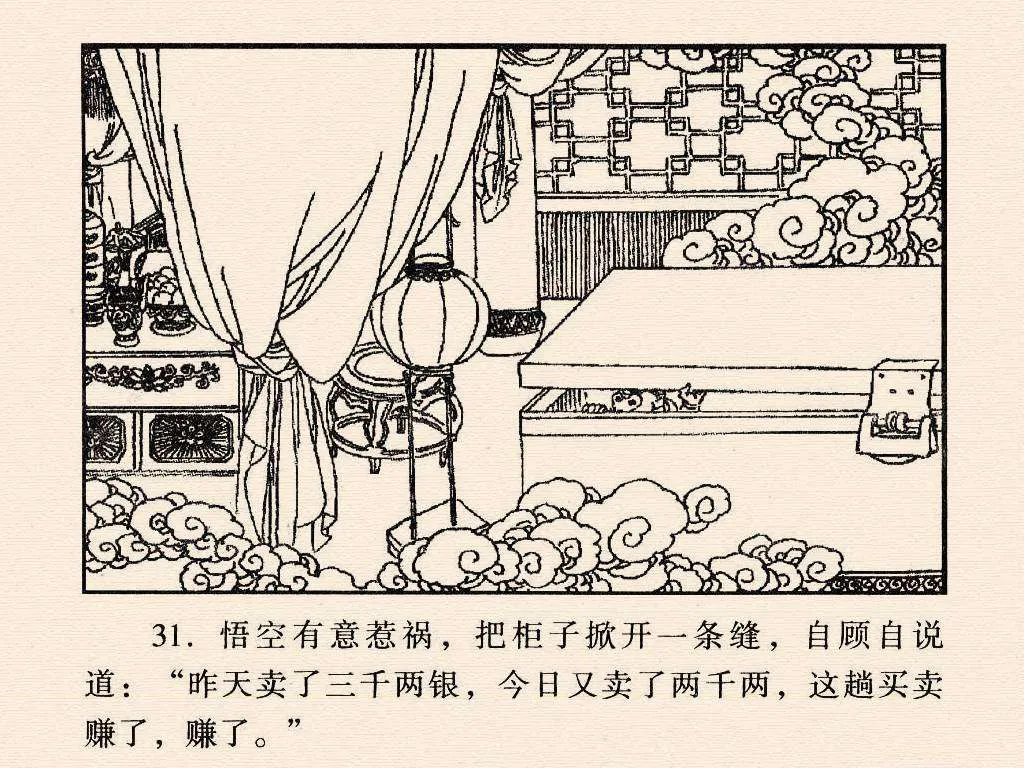 31. 悟空有意惹祸，把柜子掀开一条缝，自顾自说
道：“昨天卖了三千两银，今日又卖了两千两，这趟买卖
赚了，赚了。”